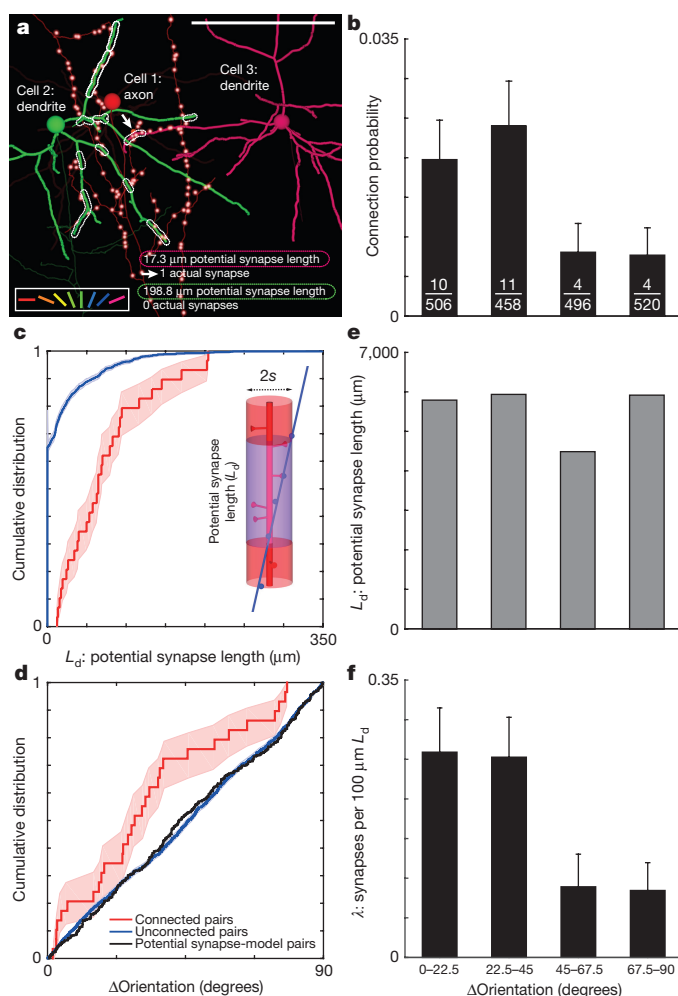 a
Cell 2:
dendrite
Cell 1:
axon
Cell 3:
dendrite
17.3 μm potential synapse length
1 actual synapse
198.8 μm potential synapse length
0 actual synapses
b
0.035
Connection probability
0
10
506
11
458
4
496
4
520
c
1
Cumulative distribution
0
0
350
Ld: potential synapse length (μm)
2s
Potential synapse
length (Ld)
e
7,000
Ld: potential synapse length (μm)
0
d
1
Cumulative distribution
0
Connected pairs
Unconnected pairs
Potential synapse-model pairs
0
90
ΔOrientation (degrees)
f
0.35
λ: synapses per 100 μm Ld
0
0–22.5
22.5–45
45–67.5
67.5–90
ΔOrientation (degrees)